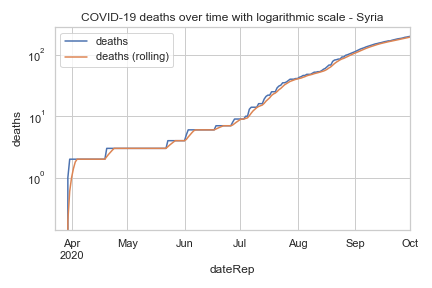 COVID-19 deaths over time with logarithmic scale - Syria
deaths
deaths (rolling)
10²
10¹
10⁰
deaths
Apr May Jun Jul Aug Sep Oct
2020
dateRep